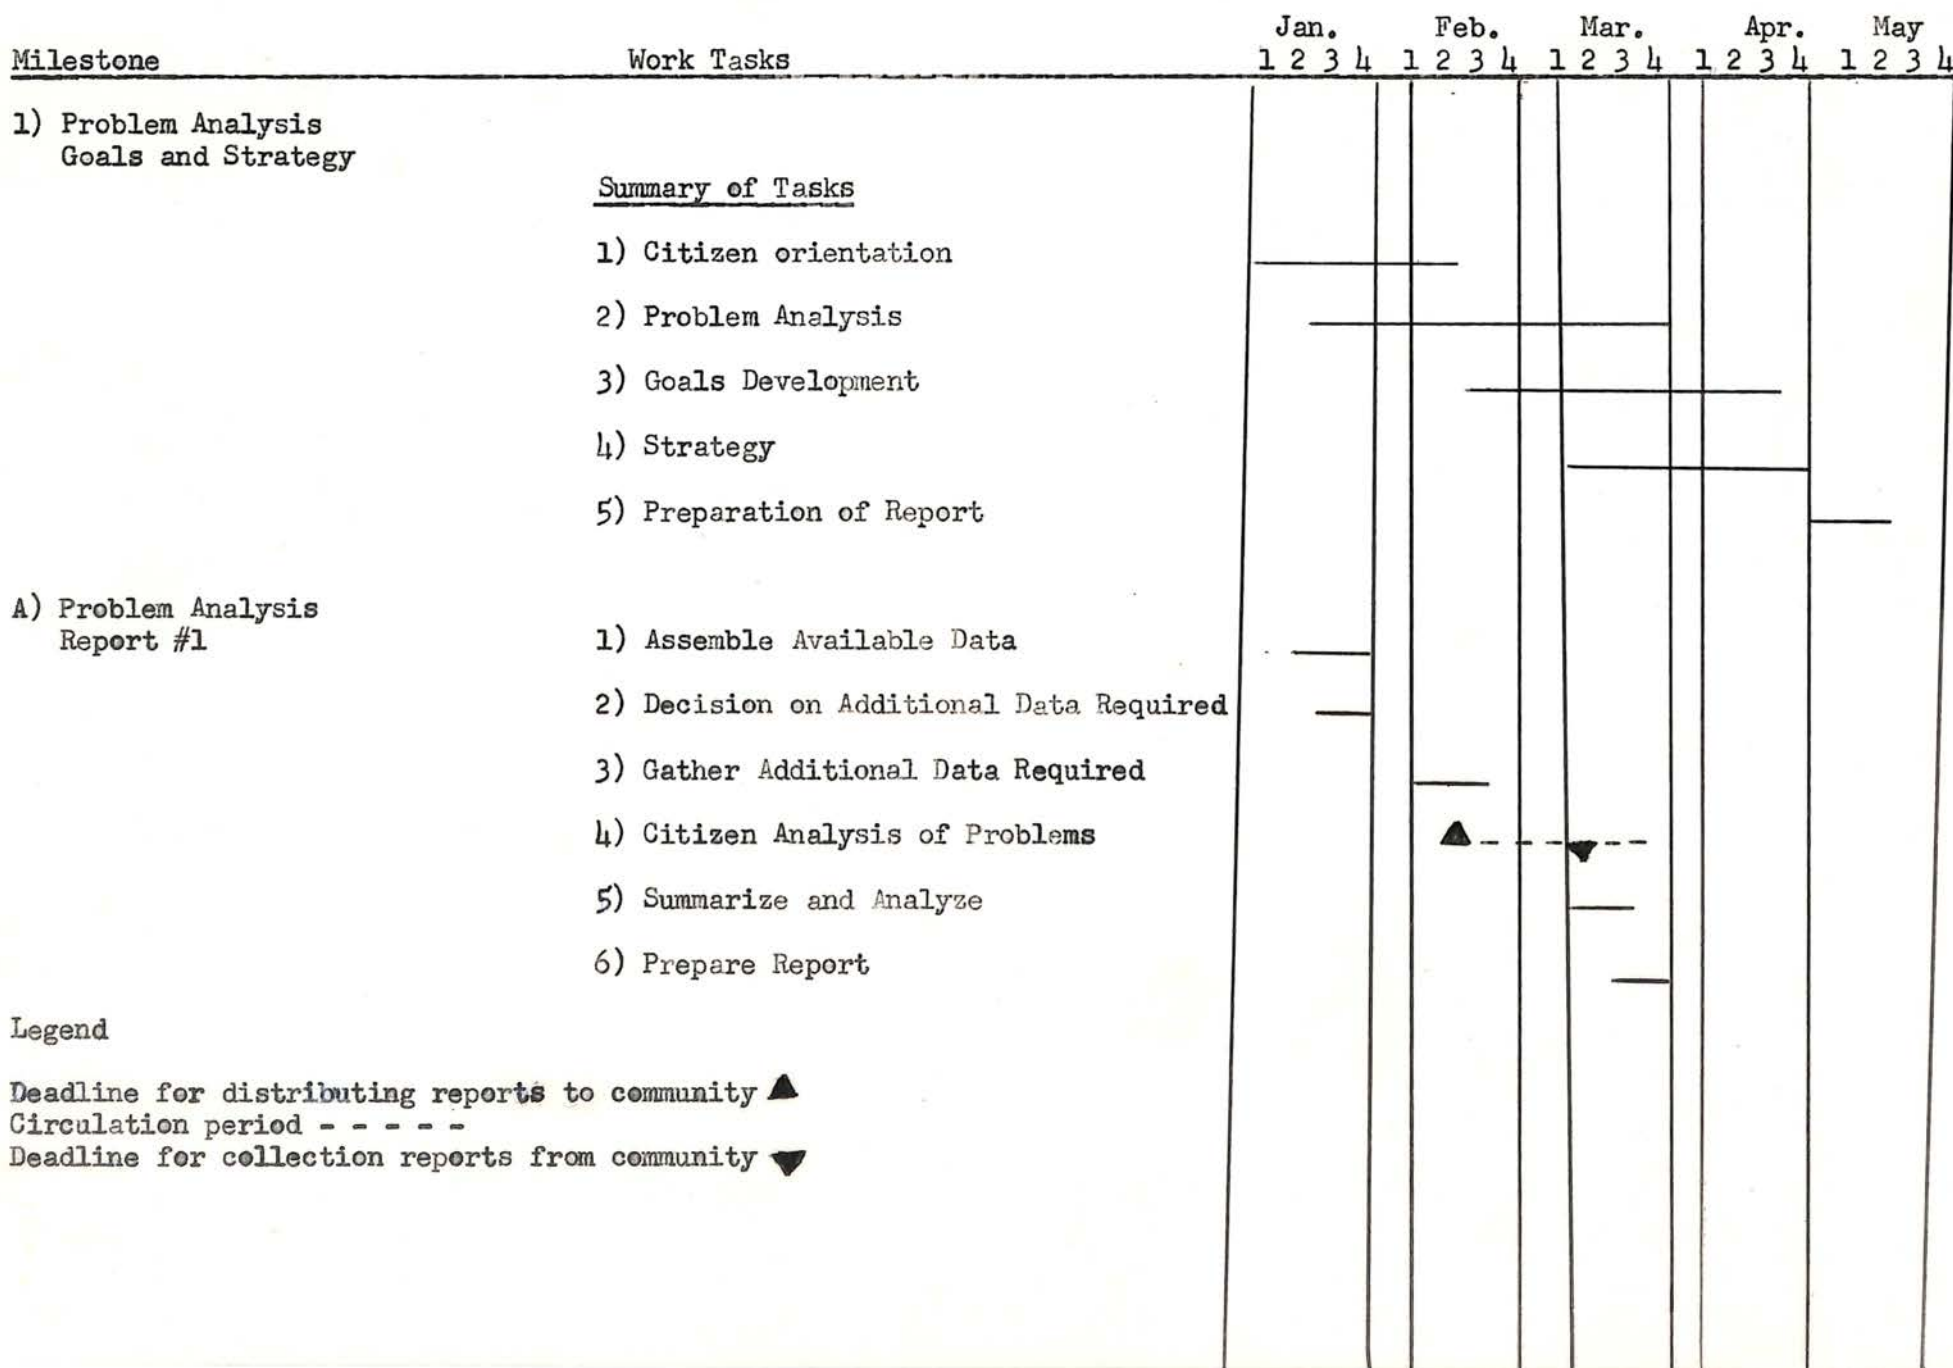 Jan. Feb. Mar. Apr. May
Milestone Work Tasks 1 2 3 4 1 2 3 4 1 2 3 4 1 2 3 4 1 2 3 4
1) Problem Analysis
Goals and Strategy
Summary of Tasks
1) Citizen orientation
2) Problem Analysis
3) Goals Development
4) Strategy
5) Preparation of Report
A) Problem Analysis
Report #1
1) Assemble Available Data
2) Decision on Additional Data Required
3) Gather Additional Data Required
4) Citizen Analysis of Problems
5) Summarize and Analyze
6) Prepare Report
Legend
Deadline for distributing reports to community ▲
Circulation period - - - - -
Deadline for collection reports from community ▼